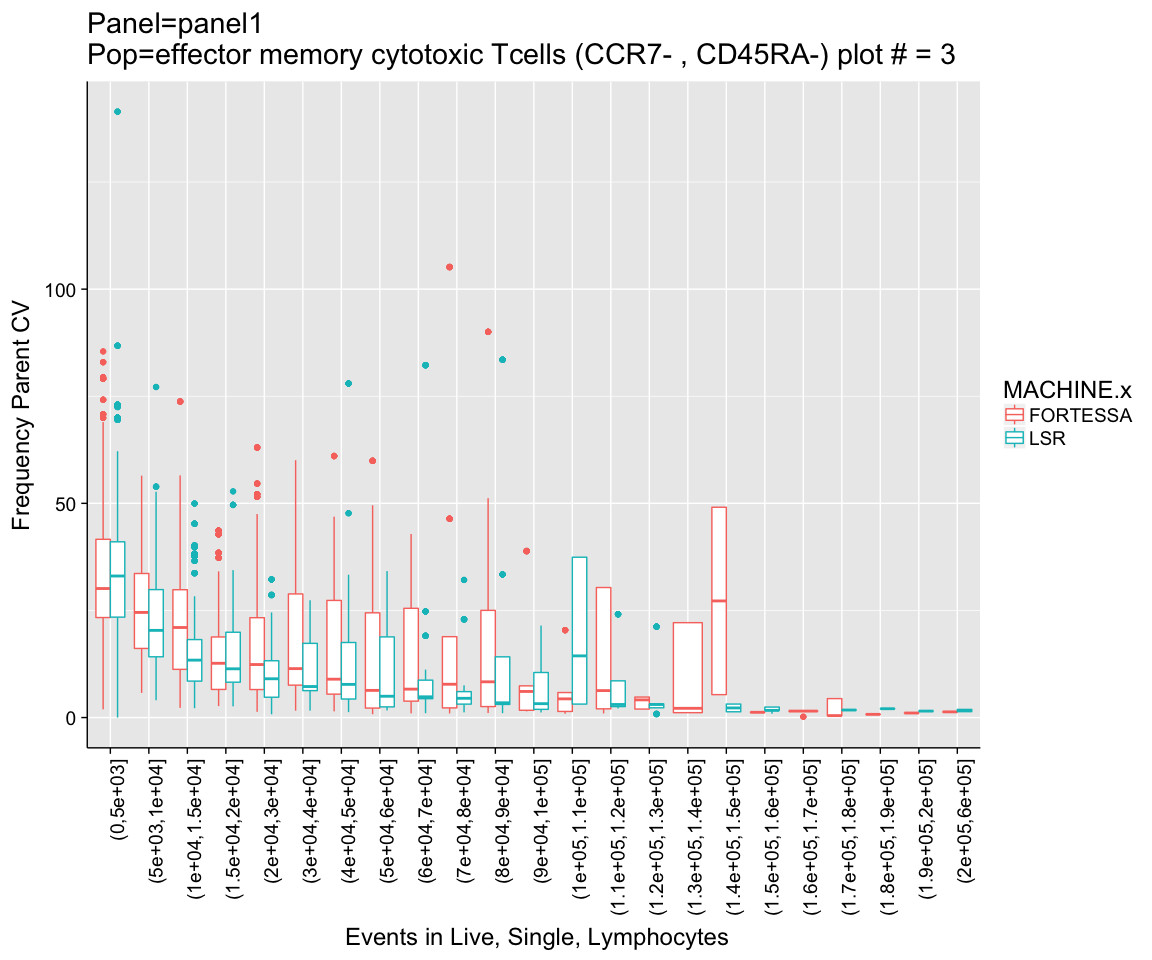 Panel=panel1
Pop=effector memory cytotoxic Tcells (CCR7- , CD45RA-) plot # = 3
Frequency Parent CV
100
50
0
(0,5e+03]
(5e+03,1e+04]
(1e+04,1.5e+04]
(1.5e+04,2e+04]
(2e+04,3e+04]
(3e+04,4e+04]
(4e+04,5e+04]
(5e+04,6e+04]
(6e+04,7e+04]
(7e+04,8e+04]
(8e+04,9e+04]
(9e+04,1e+05]
(1e+05,1.1e+05]
(1.1e+05,1.2e+05]
(1.2e+05,1.3e+05]
(1.3e+05,1.4e+05]
(1.4e+05,1.5e+05]
(1.5e+05,1.6e+05]
(1.6e+05,1.7e+05]
(1.7e+05,1.8e+05]
(1.8e+05,1.9e+05]
(1.9e+05,2e+05]
(2e+05,6e+05]
Events in Live, Single, Lymphocytes
MACHINE.x
FORTESSA
LSR